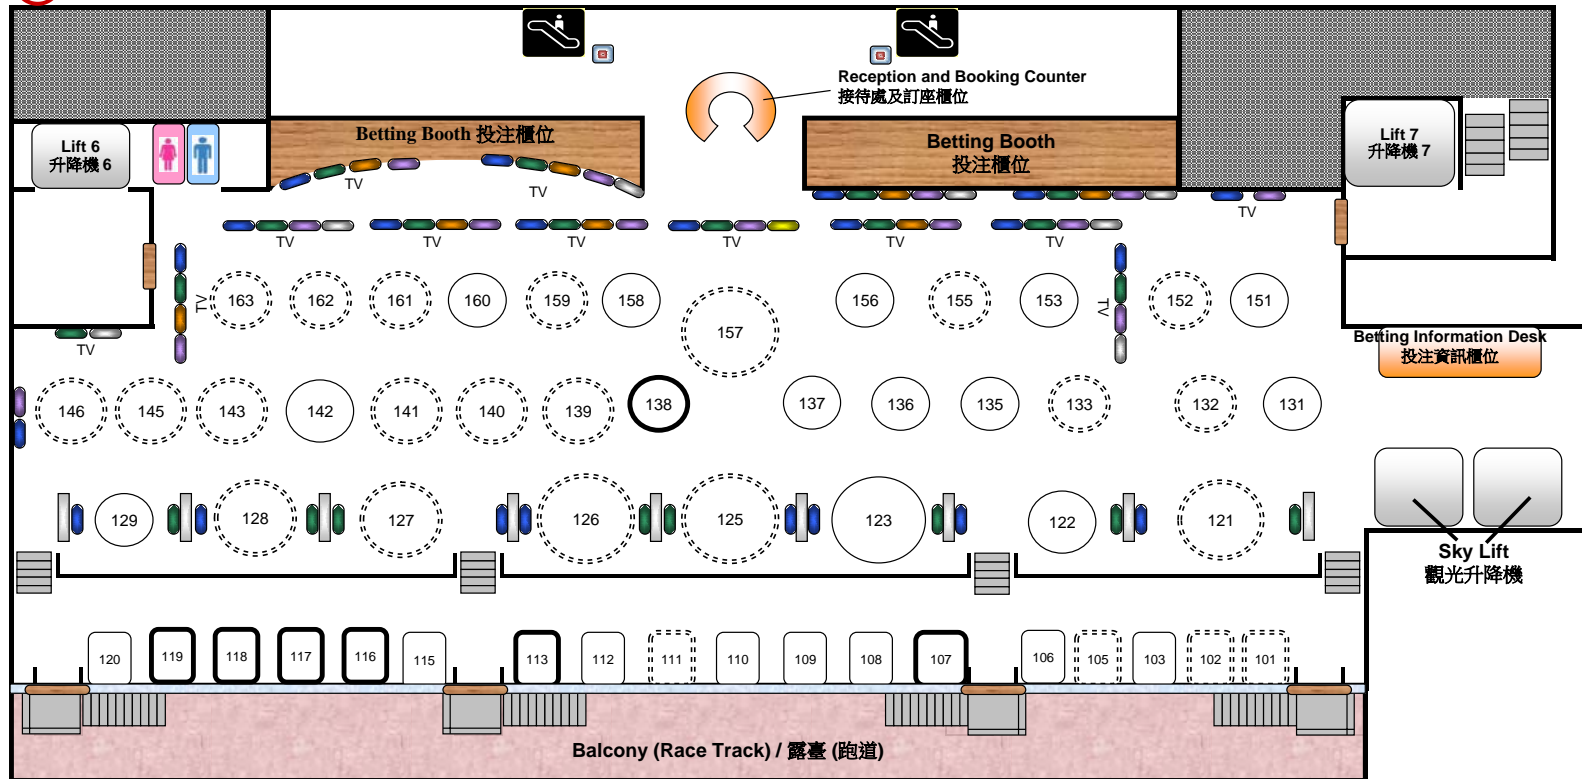 Reception and Booking Counter
接待處及訂座櫃位
Betting Booth 投注櫃位
Betting Booth
投注櫃位
Lift 6
升降機 6
Lift 7
升降機 7
TV
TV
TV
TV
TV
TV
TV
TV
TV
TV
TV
TV
163
162
161
160
159
158
157
156
155
153
152
151
Betting Information Desk
投注資訊櫃位
146
145
143
142
141
140
139
138
137
136
135
133
132
131
129
128
127
126
125
123
122
121
Sky Lift
觀光升降機
120
119
118
117
116
115
113
112
111
110
109
108
107
106
105
103
102
101
Balcony (Race Track) / 露臺 (跑道)